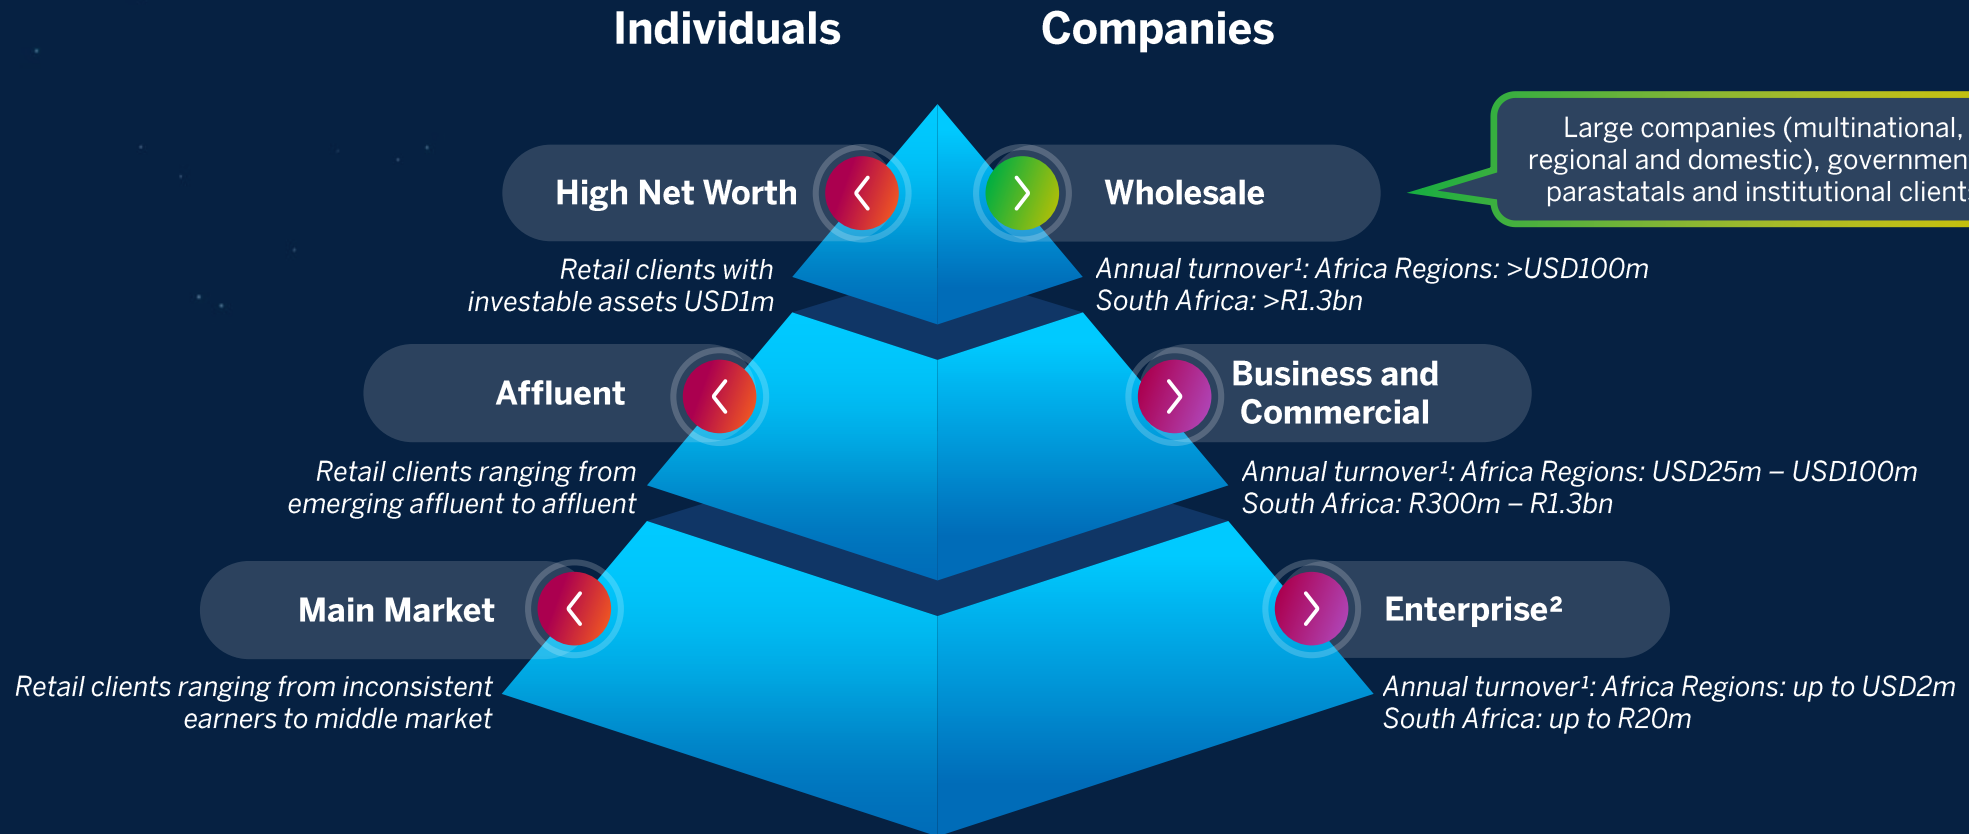 Individuals
Companies
High Net Worth
Retail clients with
investable assets USD1m
Wholesale
Large companies (multinational,
regional and domestic),
parastatals and institutional
Annual turnover¹: Africa Regions: >USD100m
South Africa: >R1.3bn
Affluent
Retail clients ranging from
emerging affluent to affluent
Business and
Commercial
Annual turnover¹: Africa Regions: USD25m – USD100m
South Africa: R300m – R1.3bn
Main Market
Retail clients ranging from inconsistent
earners to middle market
Enterprise²
Annual turnover¹: Africa Regions: up to USD2m
South Africa: up to R20m